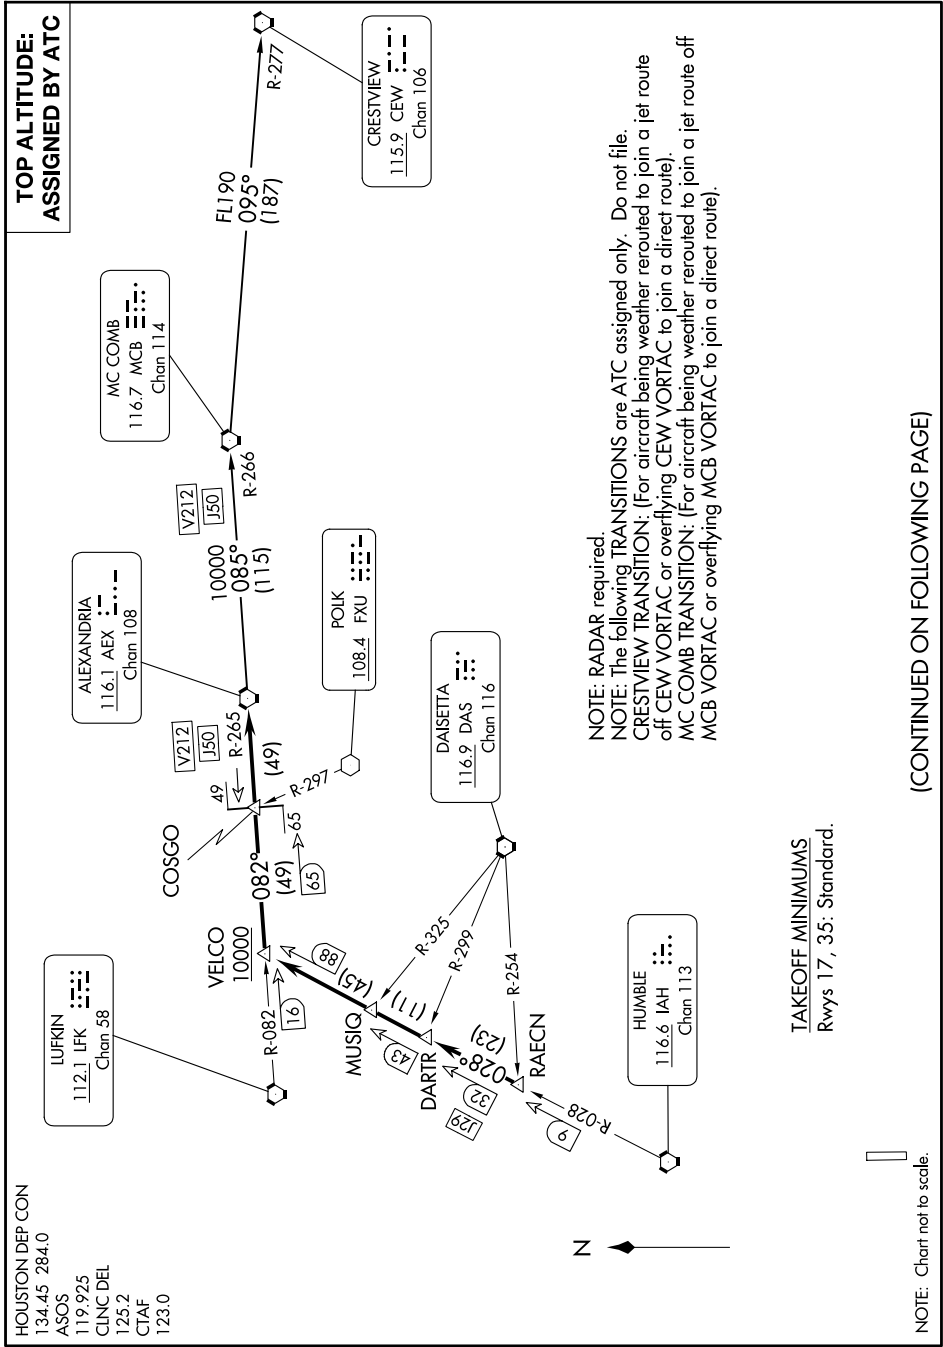 TOP ALTITUDE:
ASSIGNED BY ATC
HOUSTON DEP CON
134.45 284.0
ASOS
119.925
CLNC DEL
125.2
CTAF
123.0
LUFKIN
112.1 LFK
Chan 58
ALEXANDRIA
116.1 AEX
Chan 108
MC COMB
116.7 MCB
Chan 114
CRESTVIEW
115.9 CEW
Chan 106
POLK
108.4 FXU
DAISETTA
116.9 DAS
Chan 116
HUMBLE
116.6 IAH
Chan 113
VELCO
10000
COSGO
R-082
16
88
082°
(49)
65
65
49
R-265
V212
J50
(49)
R-297
10000
085°
(115)
V212
J50
R-266
FL190
095°
(187)
R-277
MUSIQ
(45)
43
(11)
DARTR
J29
32
028°
(23)
RAECN
9
R-028
R-325
R-299
R-254
N
NOTE: RADAR required.
NOTE: The following TRANSITIONS are ATC assigned only. Do not file.
CRESTVIEW TRANSITION: (For aircraft being weather rerouted to join a jet route
off CEW VORTAC or overflying CEW VORTAC to join a direct route).
MC COMB TRANSITION: (For aircraft being weather rerouted to join a jet route off
MCB VORTAC or overflying MCB VORTAC to join a direct route).
TAKEOFF MINIMUMS
Rwys 17, 35: Standard.
(CONTINUED ON FOLLOWING PAGE)
NOTE: Chart not to scale.